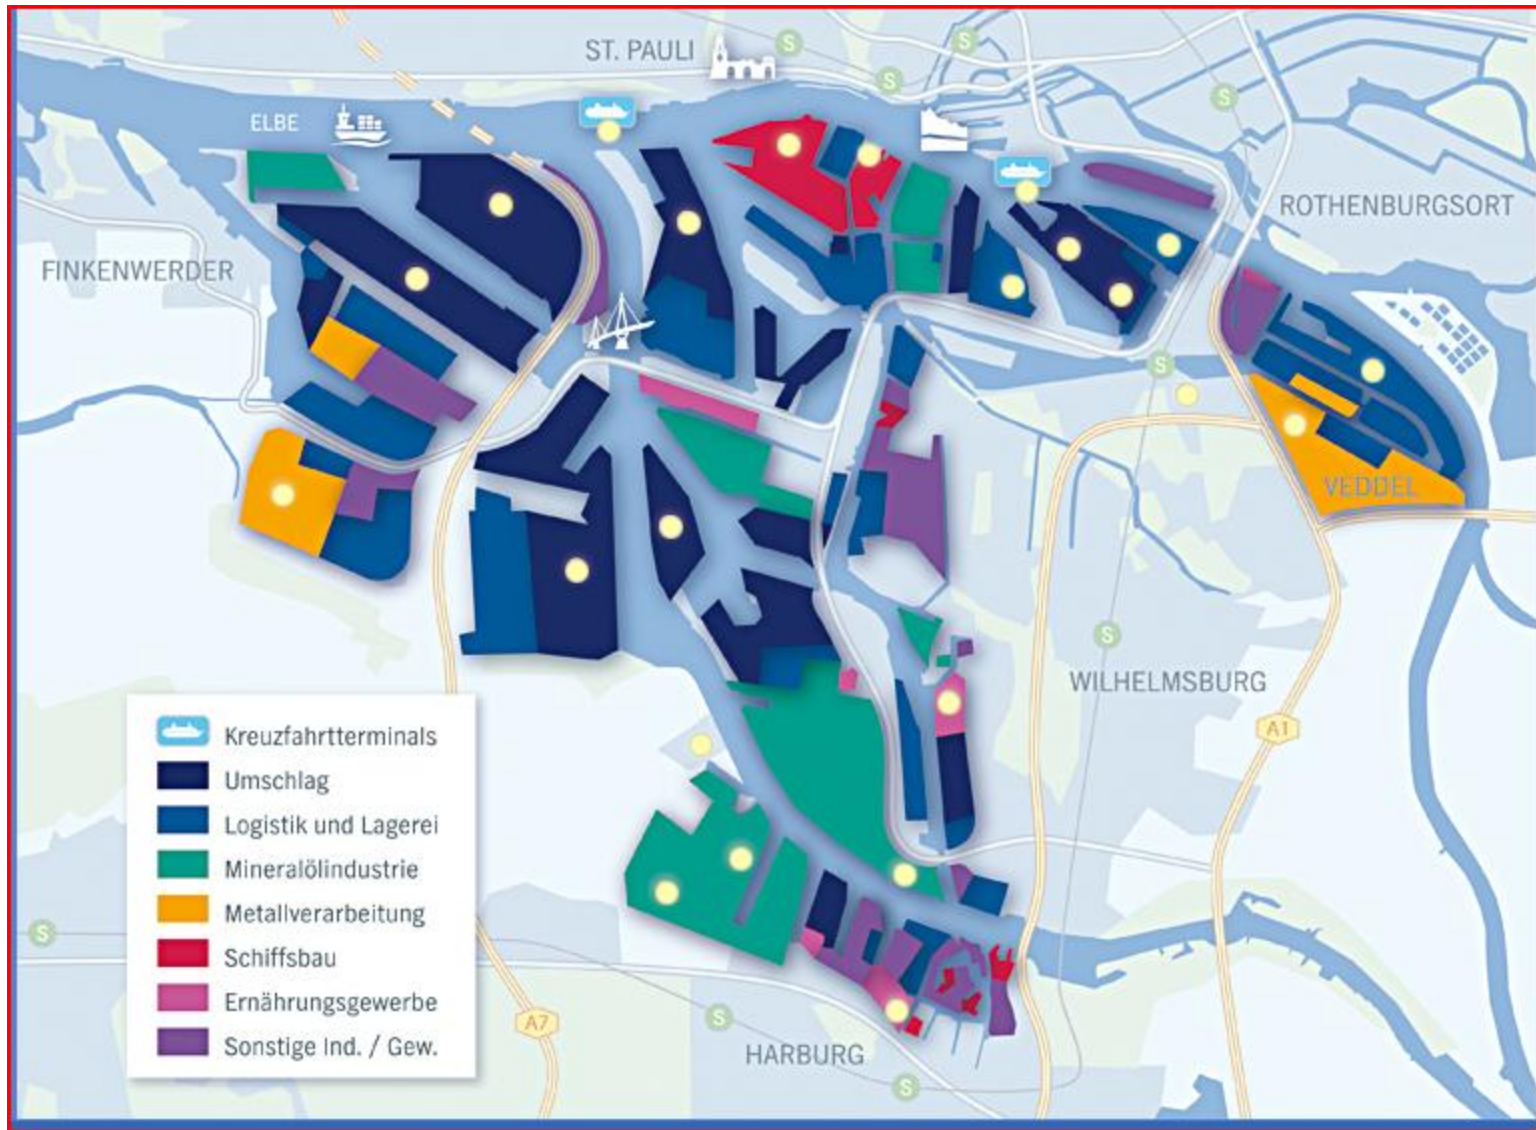 ST. PAULI
S
S
S
S
ELBE
ROTHENBURGSORT
FINKENWERDER
S
VEDDEL
S
WILHELMSBURG
A1
Kreuzfahrtterminals
Umschlag
Logistik und Lagerei
Mineralölindustrie
Metallverarbeitung
Schiffsbau
Ernährungsgewerbe
Sonstige Ind. / Gew.
S
S
A7
HARBURG
S